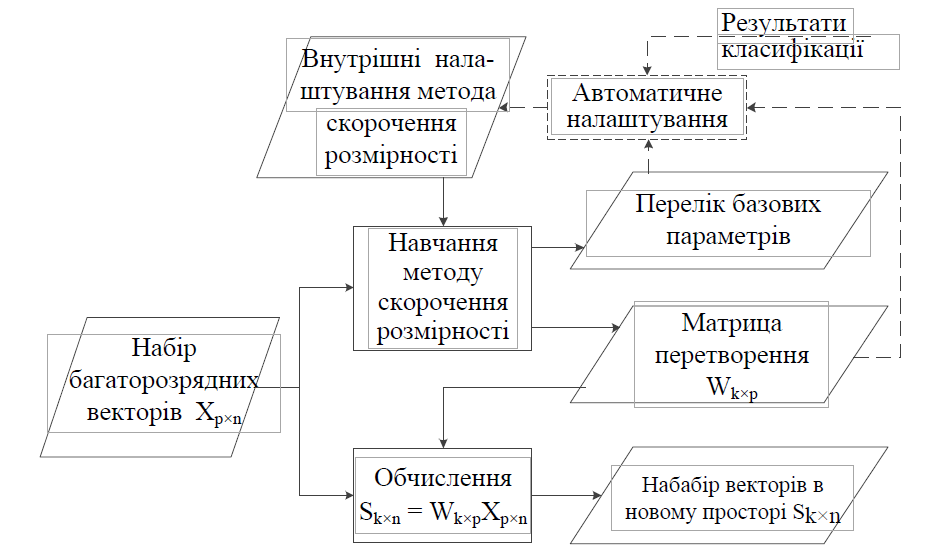 Результати
класифікації
Внутрішні нала-
штування метода
скорочення
розмірності
Автоматичне
налаштування
Перелік базових
параметрів
Навчання
методу
скорочення
розмірності
Матрица
перетворення
Wk×p
Набір
багаторозрядних
векторів Xp×n
Обчислення
Sk×n = Wk×pXp×n
Набабір векторів в
новому просторі Sk×n